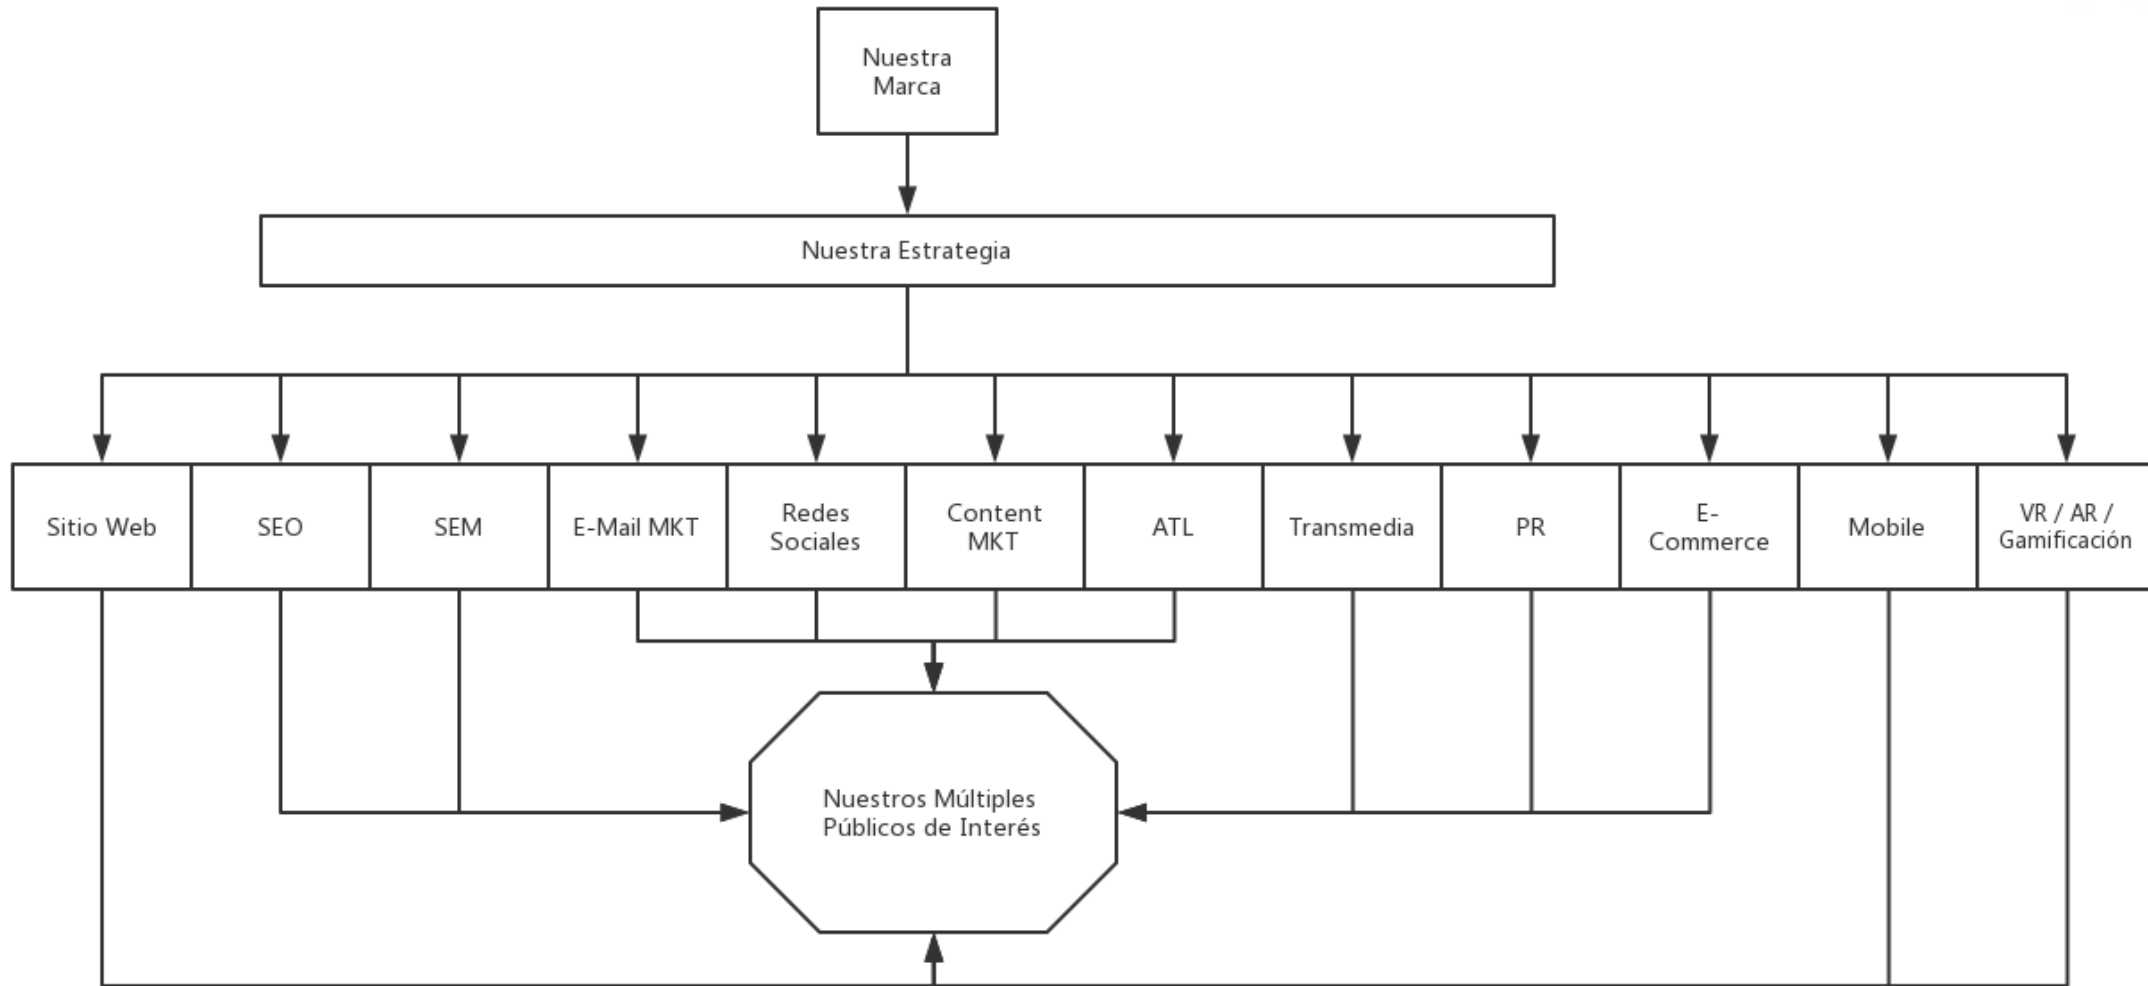 Nuestra
Marca
Nuestra Estrategia
Sitio Web
SEO
SEM
E-Mail MKT
Redes
Sociales
Content
MKT
ATL
Transmedia
PR
E-
Commerce
Mobile
VR / AR /
Gamificación
Nuestros Múltiples
Públicos de Interés